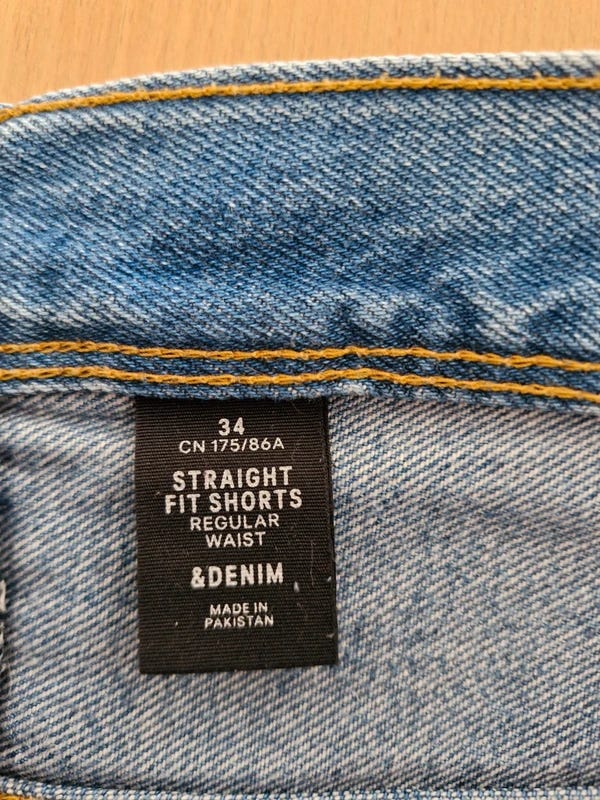 34
CN 175/86A
STRAIGHT
FIT SHORTS
REGULAR
WAIST
&DENIM
MADE IN
PAKISTAN